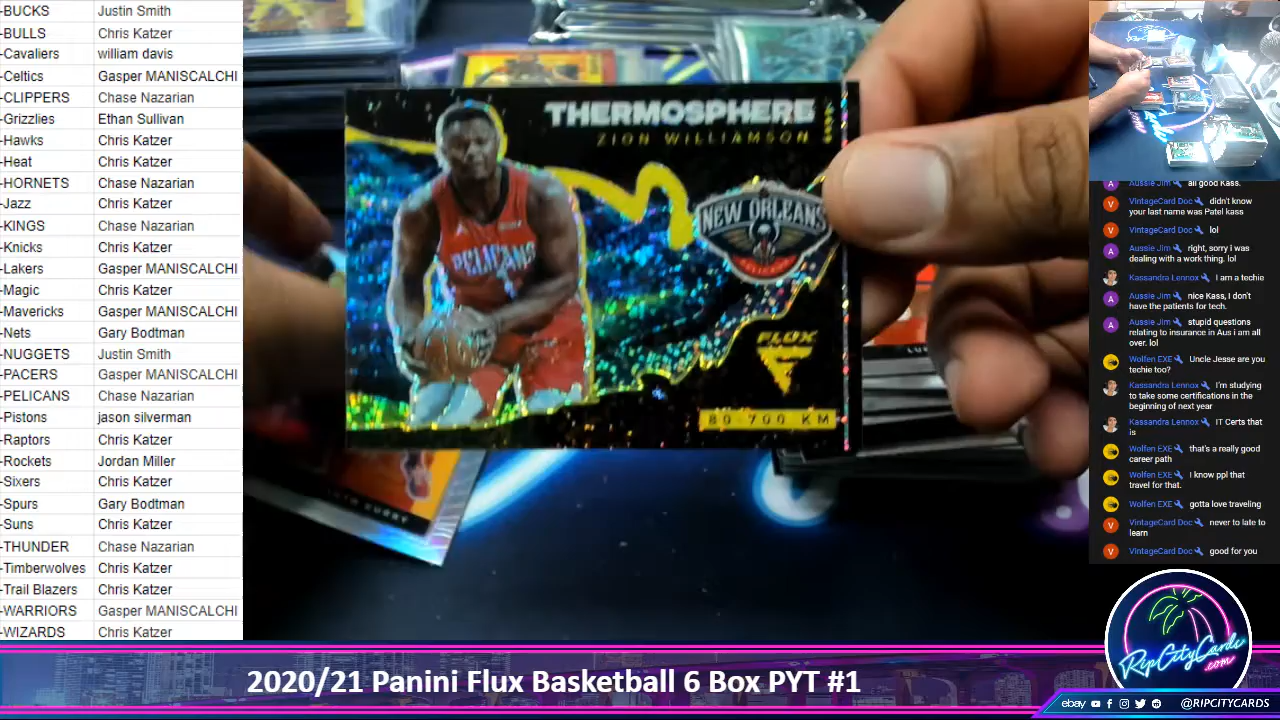 -BUCKS Justin Smith
-BULLS Chris Katzer
-Cavaliers william davis
-Celtics Gasper MANISCALCHI
-CLIPPERS Chase Nazarian
-Grizzlies Ethan Sullivan
-Hawks Chris Katzer
-Heat Chris Katzer
-HORNETS Chase Nazarian
-Jazz Chris Katzer
-KINGS Chase Nazarian
-Knicks Chris Katzer
-Lakers Gasper MANISCALCHI
-Magic Chris Katzer
-Mavericks Gasper MANISCALCHI
-Nets Gary Bodtman
-NUGGETS Justin Smith
-PACERS Gasper MANISCALCHI
-PELICANS Chase Nazarian
-Pistons jason silverman
-Raptors Chris Katzer
-Rockets Jordan Miller
-Sixers Chris Katzer
-Spurs Gary Bodtman
-Suns Chris Katzer
-THUNDER Chase Nazarian
-Timberwolves Chris Katzer
-Trail Blazers Chris Katzer
-WARRIORS Gasper MANISCALCHI
-WIZARDS Chris Katzer
THERMOSPHERE
ZION WILLIAMSON
PELICANS
NEW ORLEANS
PELICANS
FLUX
80-700 KM
CURRY
A Aussie Jim all good Kass.
V VintageCard Doc didn't know
your last name was Patel kass
V VintageCard Doc lol
A Aussie Jim right, sorry i was
dealing with a work thing. lol
Kassandra Lennox I am a techie
A Aussie Jim nice Kass, I don't
have the patients for tech.
A Aussie Jim stupid questions
relating to insurance in Aus i am all
over. lol
Wolfen EXE Uncle Jesse are you
techie too?
Kassandra Lennox I'm studying
to take some certifications in the
beginning of next year
Kassandra Lennox IT Certs that
is
Wolfen EXE that's a really good
career path
Wolfen EXE I know ppl that
travel for that.
Wolfen EXE gotta love traveling
V VintageCard Doc never to late to
learn
V VintageCard Doc good for you
RipCityCards
.com
2020/21 Panini Flux Basketball 6 Box PYT #1
ebay @RIPCITYCARDS